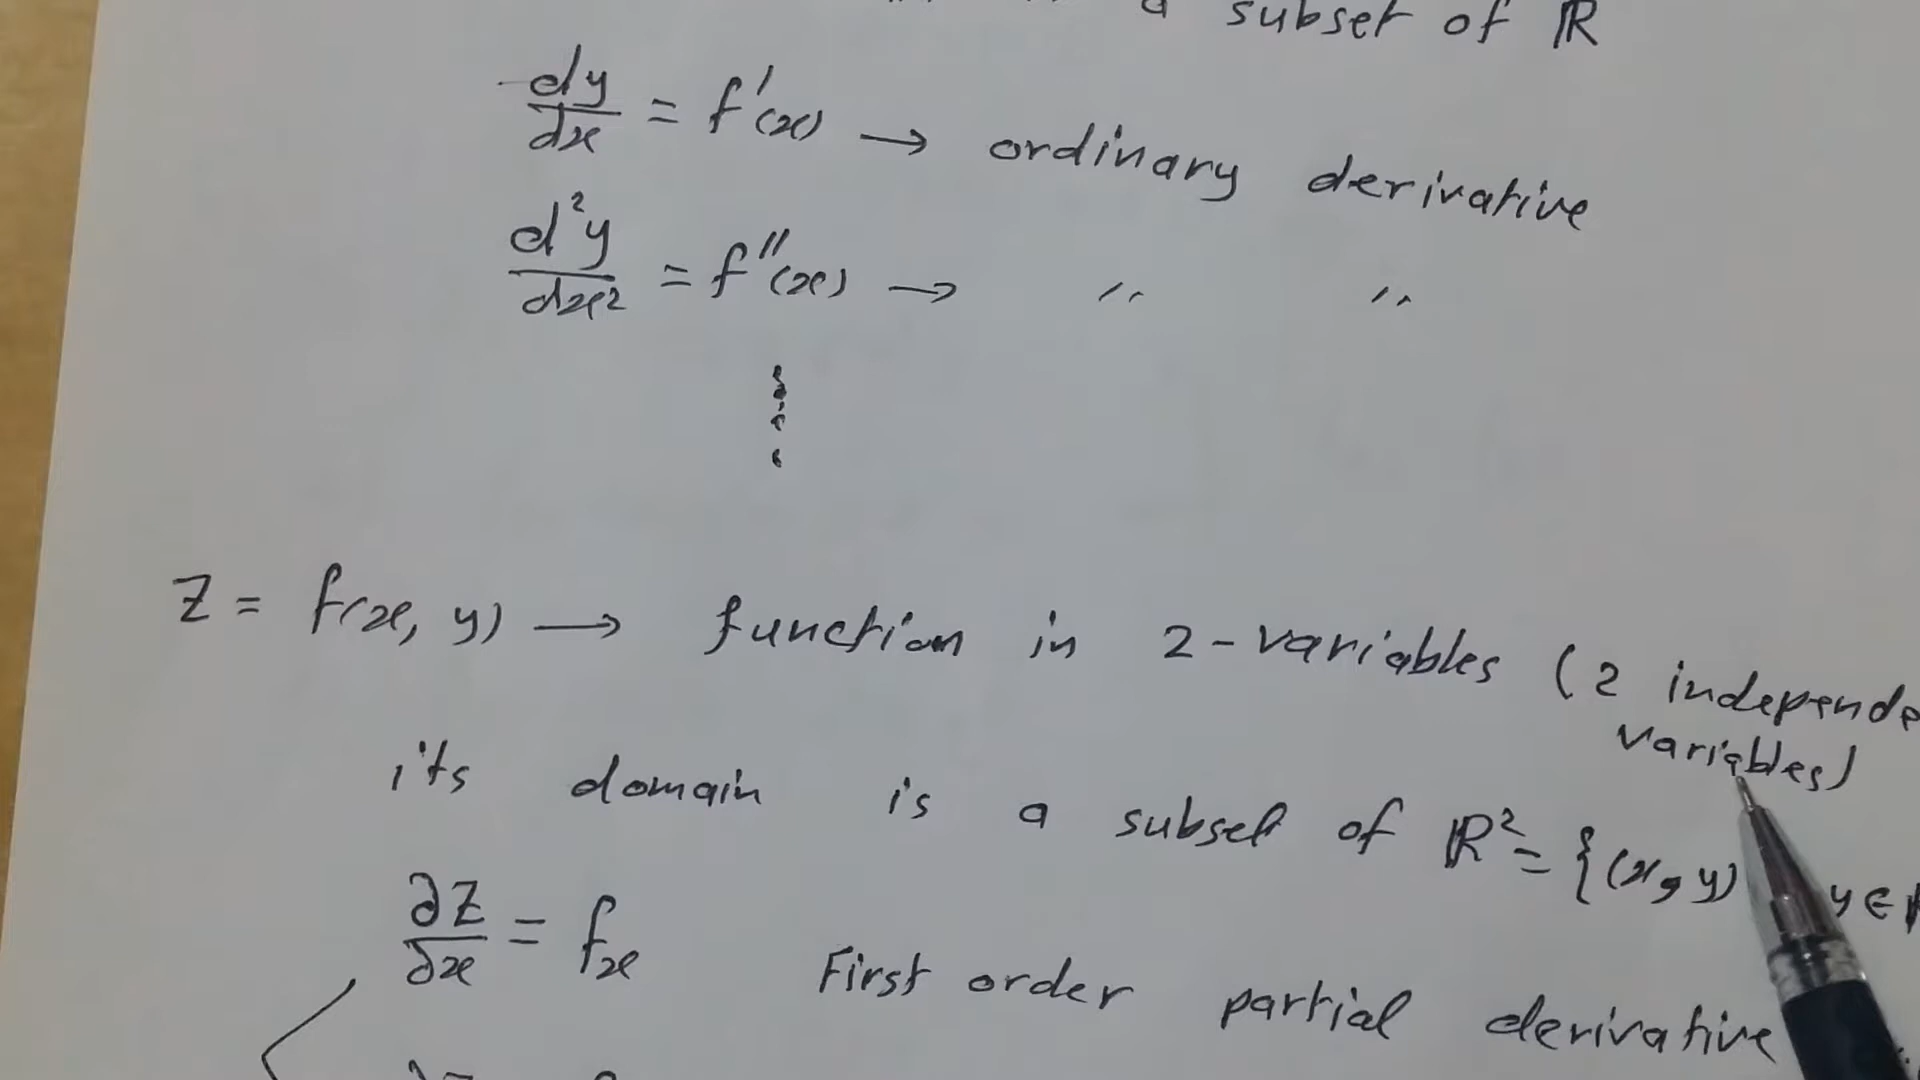 a subset of ℝ
dy/dx = f'(x) → ordinary derivative
d²y/dx² = f''(x) → " "
⋮
Z = f(x, y) → function in 2-variables (2 independe
variables)
its domain is a subset of ℝ² = {(x, y) y ∈
∂Z/∂x = fx First order partial derivative